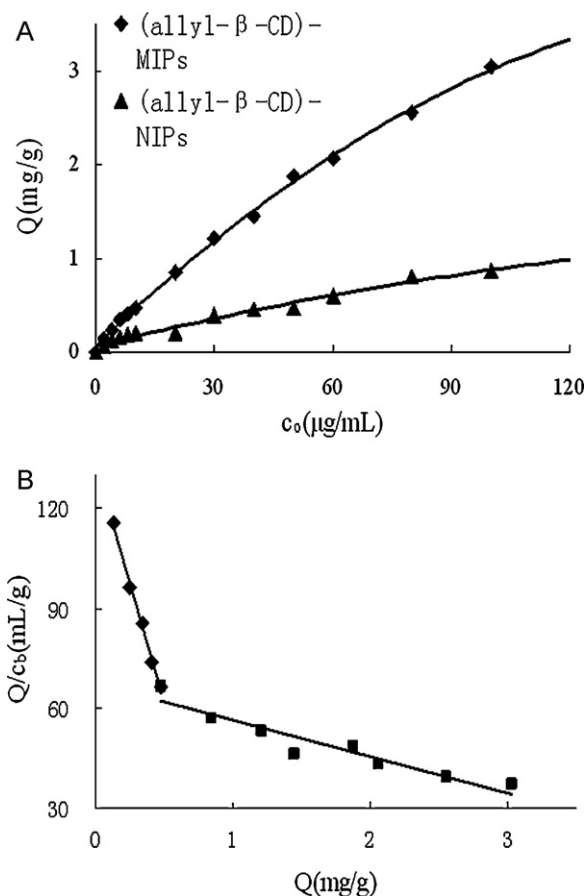 A
(allyl-β-CD)-
MIPs
(allyl-β-CD)-
NIPs
3
2
1
0
Q(mg/g)
0 30 60 90 120
c₀(μg/mL)
B
120
90
60
30
Q/cb(mL/g)
0 1 2 3
Q(mg/g)